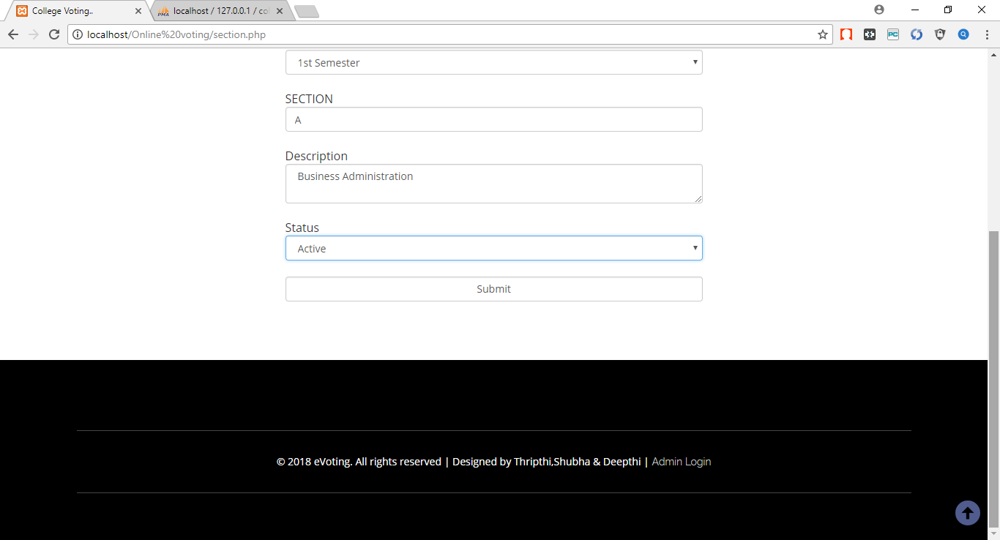 College Voting..
localhost / 127.0.0.1 / co
localhost/Online%20voting/section.php
1st Semester
SECTION
A
Description
Business Administration
Status
Active
Submit
© 2018 eVoting. All rights reserved | Designed by Thripthi,Shubha & Deepthi | Admin Login